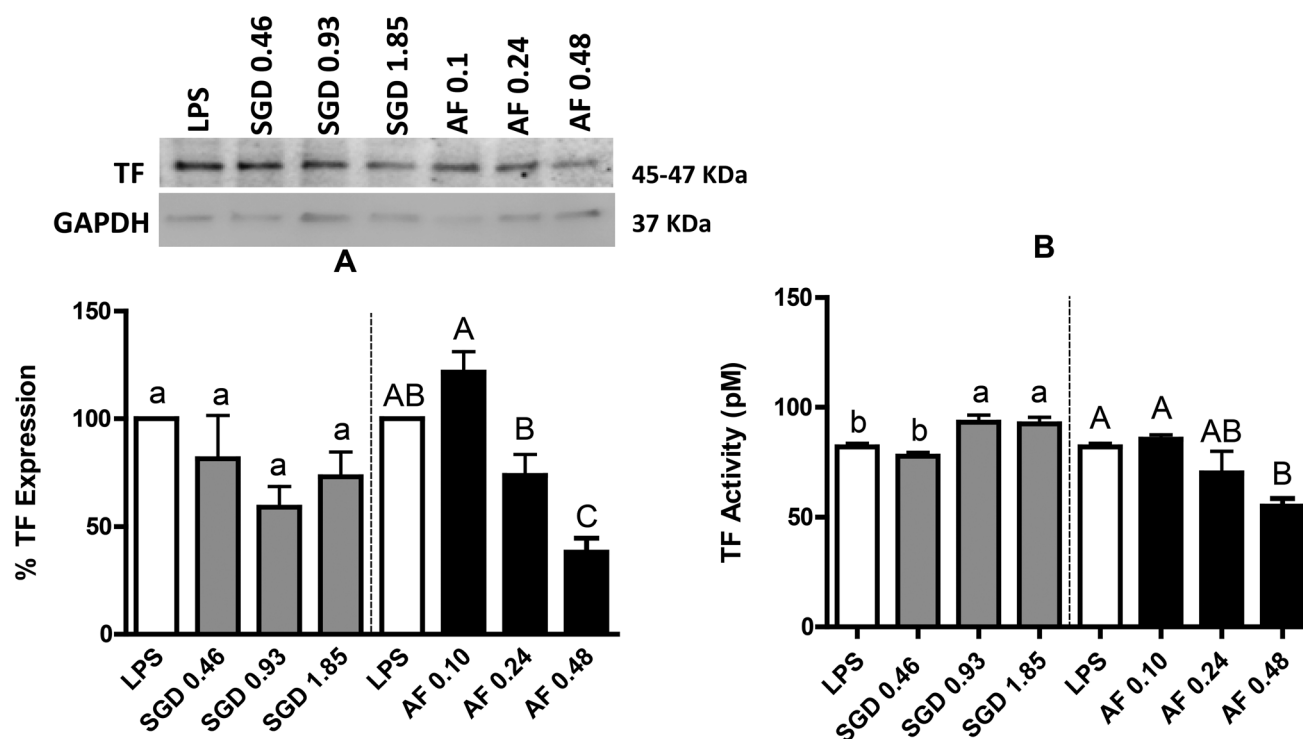 LPS
SGD 0.46
SGD 0.93
SGD 1.85
AF 0.1
AF 0.24
AF 0.48
TF
45-47 KDa
GAPDH
37 KDa
A
% TF Expression
150
100
50
0
a
a
a
a
AB
A
B
C
LPS
SGD 0.46
SGD 0.93
SGD 1.85
LPS
AF 0.10
AF 0.24
AF 0.48
B
TF Activity (pM)
150
100
50
0
b
b
a
a
A
A
AB
B
LPS
SGD 0.46
SGD 0.93
SGD 1.85
LPS
AF 0.10
AF 0.24
AF 0.48